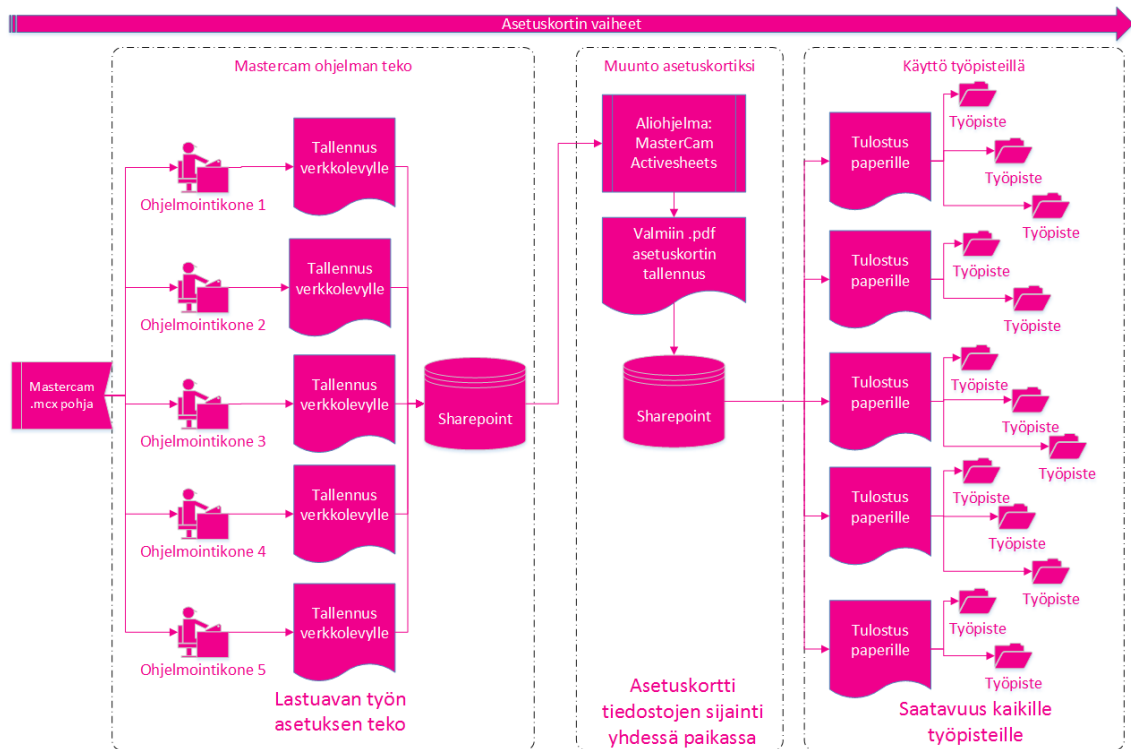 Asetuskortin vaiheet
Mastercam ohjelman teko
Muunto asetuskortiksi
Käyttö työpisteillä
Mastercam
.mcx pohja
Ohjelmointikone 1
Tallennus
verkkolevylle
Ohjelmointikone 2
Tallennus
verkkolevylle
Ohjelmointikone 3
Tallennus
verkkolevylle
Ohjelmointikone 4
Tallennus
verkkolevylle
Ohjelmointikone 5
Tallennus
verkkolevylle
Sharepoint
Lastuavan työn
asetuksen teko
Aliohjelma:
MasterCam
Activesheets
Valmiin .pdf
asetuskortin
tallennus
Sharepoint
Asetuskortti
tiedostojen sijainti
yhdessä paikassa
Tulostus
paperille
Työpiste
Työpiste
Työpiste
Tulostus
paperille
Työpiste
Työpiste
Tulostus
paperille
Työpiste
Työpiste
Työpiste
Tulostus
paperille
Työpiste
Työpiste
Työpiste
Tulostus
paperille
Työpiste
Työpiste
Saatavuus kaikille
työpisteille